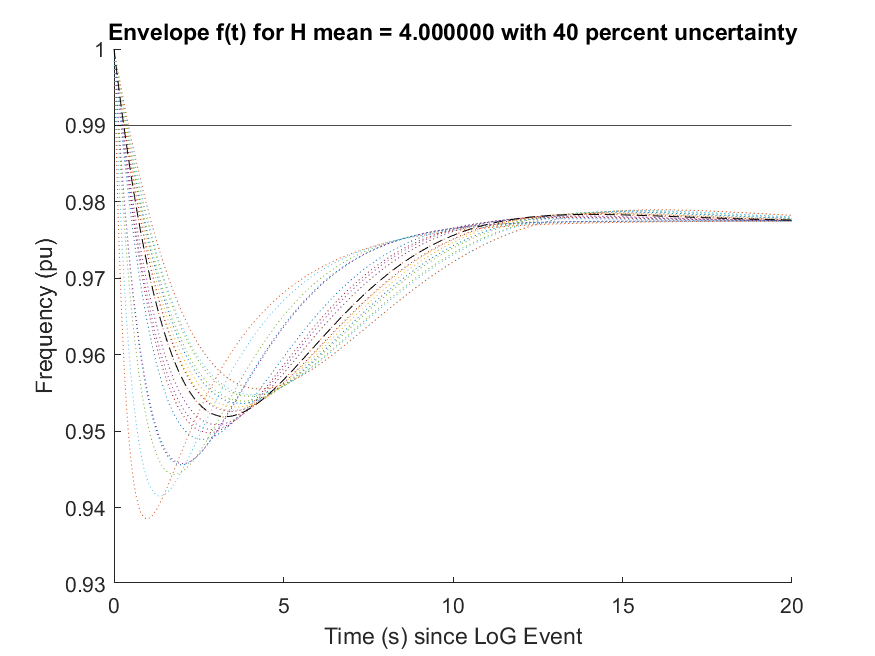 Envelope f(t) for H mean = 4.000000 with 40 percent uncertainty
1
0.99
0.98
0.97
0.96
0.95
0.94
0.93
Frequency (pu)
0 5 10 15 20
Time (s) since LoG Event